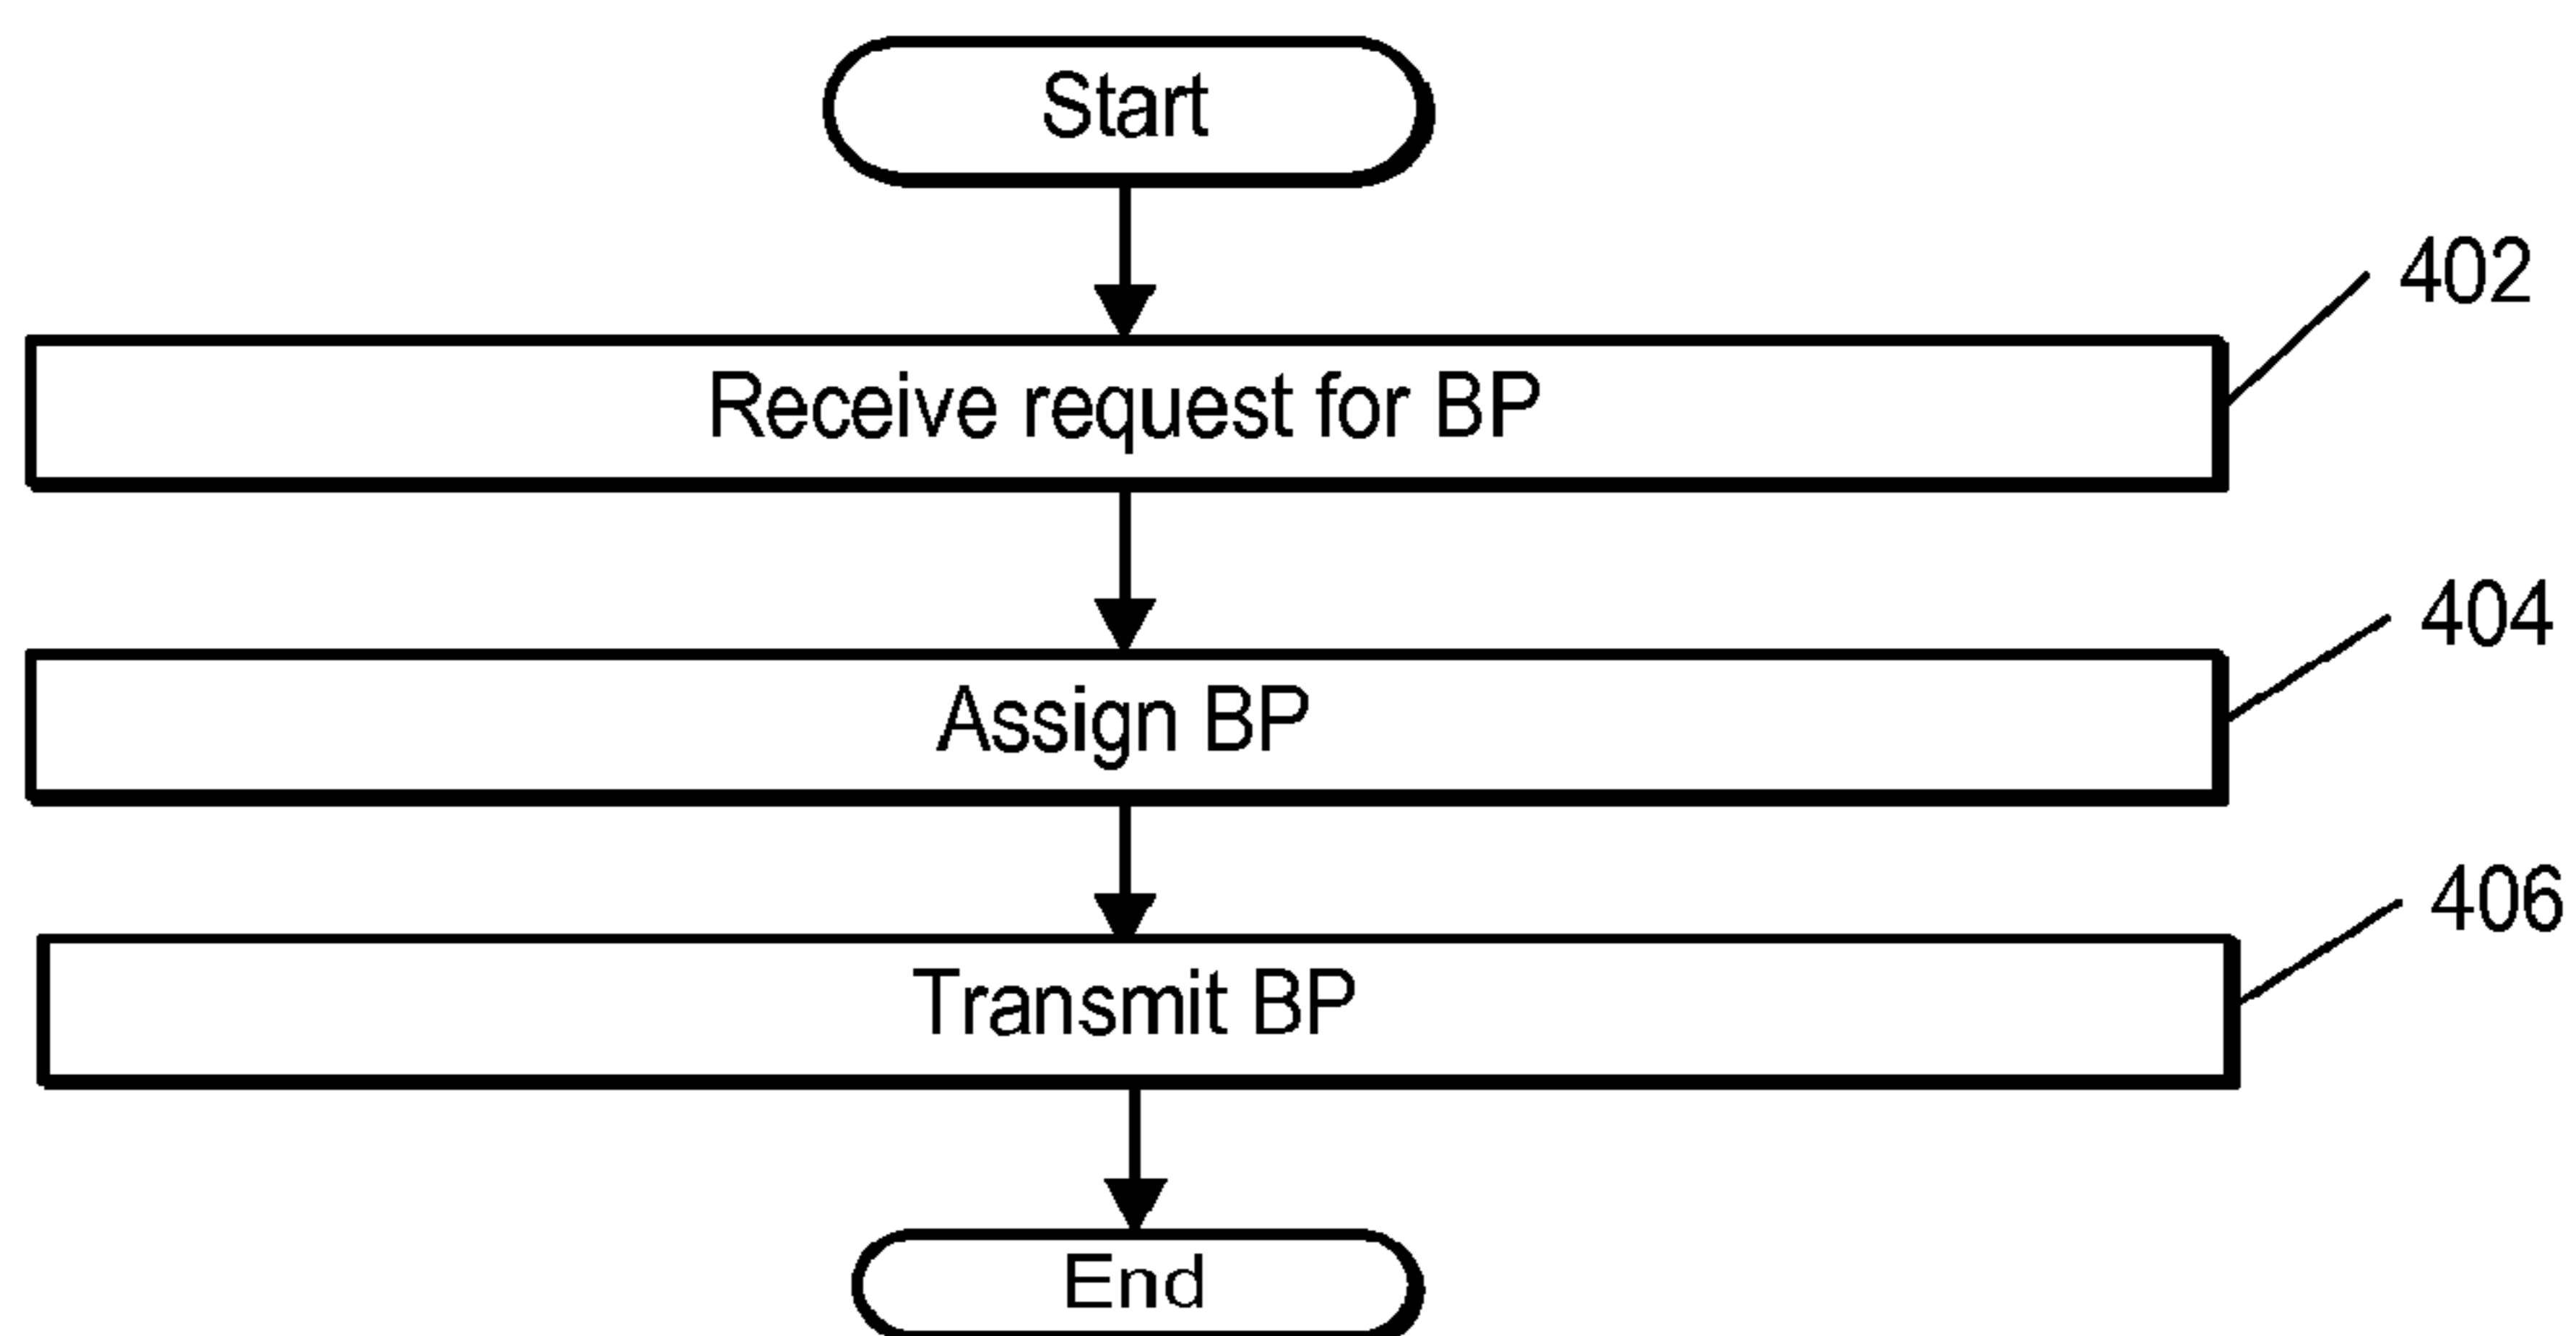 Start
402
Receive request for BP
404
Assign BP
406
Transmit BP
End